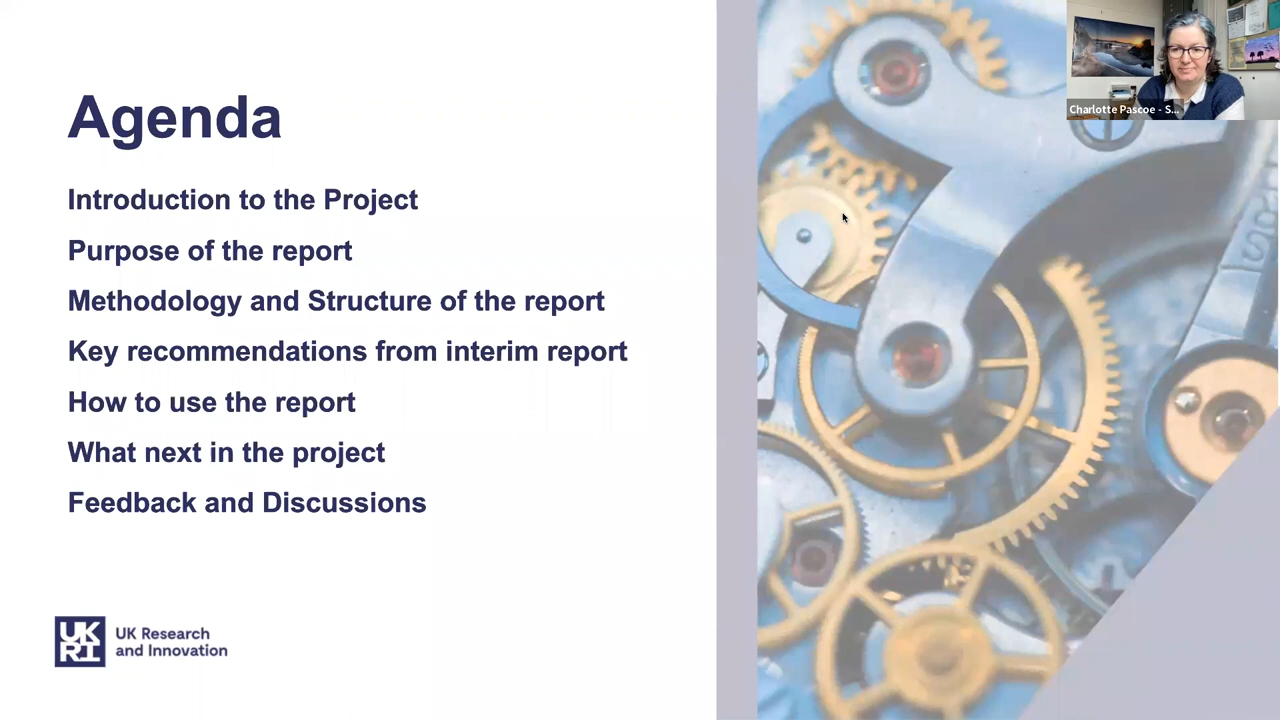 Agenda
Introduction to the Project
Purpose of the report
Methodology and Structure of the report
Key recommendations from interim report
How to use the report
What next in the project
Feedback and Discussions
UK
RI
UK Research
and Innovation
Charlotte Pascoe - S...